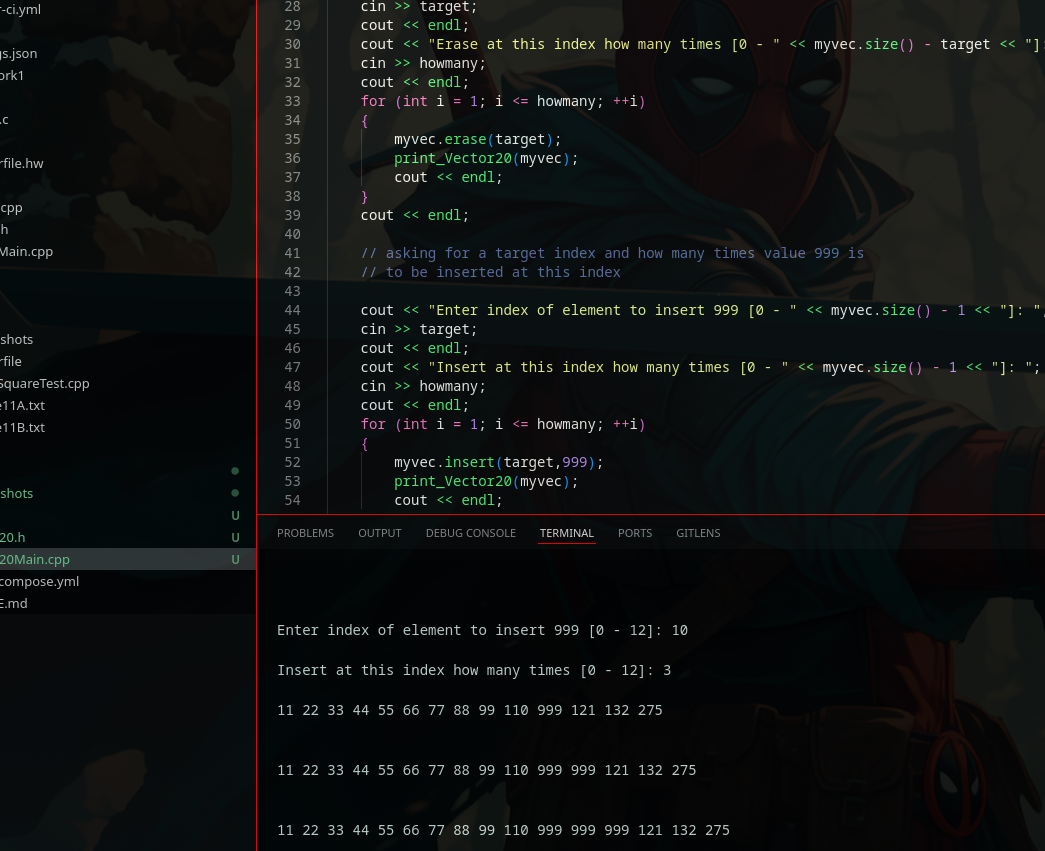 r-ci.yml
gs.json
ork1
.c
rfile.hw
cpp
h
Main.cpp
shots
rfile
SquareTest.cpp
e11A.txt
e11B.txt
shots
U
20.h U
20Main.cpp U
compose.yml
E.md
28 cin >> target;
29 cout << endl;
30 cout << "Erase at this index how many times [0 - " << myvec.size() - target << "]:
31 cin >> howmany;
32 cout << endl;
33 for (int i = 1; i <= howmany; ++i)
34 {
35 myvec.erase(target);
36 print_Vector20(myvec);
37 cout << endl;
38 }
39 cout << endl;
40
41 // asking for a target index and how many times value 999 is
42 // to be inserted at this index
43
44 cout << "Enter index of element to insert 999 [0 - " << myvec.size() - 1 << "]: ";
45 cin >> target;
46 cout << endl;
47 cout << "Insert at this index how many times [0 - " << myvec.size() - 1 << "]: ";
48 cin >> howmany;
49 cout << endl;
50 for (int i = 1; i <= howmany; ++i)
51 {
52 myvec.insert(target,999);
53 print_Vector20(myvec);
54 cout << endl;
PROBLEMS OUTPUT DEBUG CONSOLE TERMINAL PORTS GITLENS
Enter index of element to insert 999 [0 - 12]: 10
Insert at this index how many times [0 - 12]: 3
11 22 33 44 55 66 77 88 99 110 999 121 132 275
11 22 33 44 55 66 77 88 99 110 999 999 121 132 275
11 22 33 44 55 66 77 88 99 110 999 999 999 121 132 275